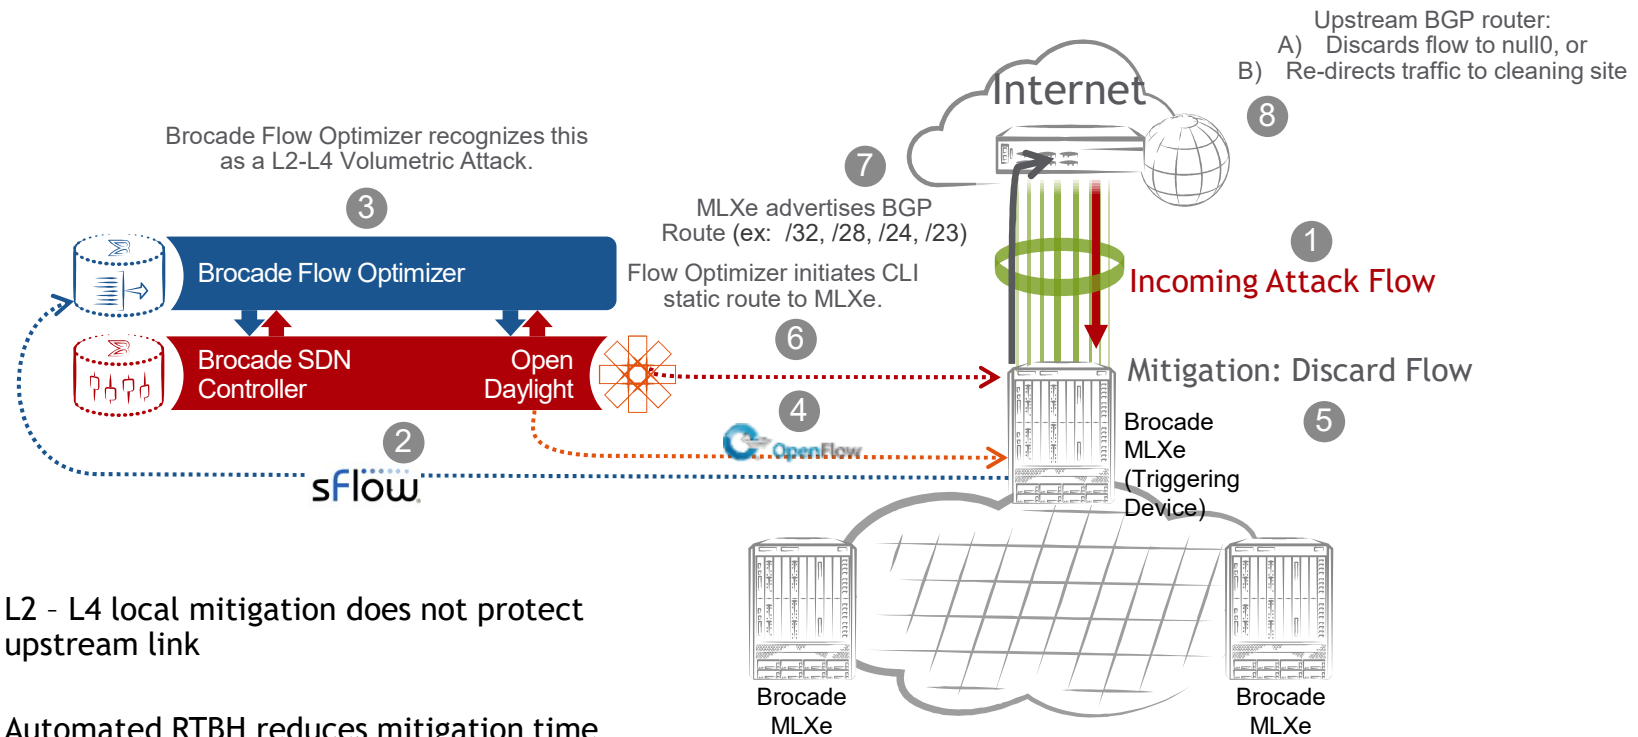 Upstream BGP router:
A) Discards flow to null0, or
B) Re-directs traffic to cleaning site
8
Internet
Brocade Flow Optimizer recognizes this
as a L2-L4 Volumetric Attack.
3
7
MLXe advertises BGP
Route (ex: /32, /28, /24, /23)
Flow Optimizer initiates CLI
static route to MLXe.
6
1
Incoming Attack Flow
Brocade Flow Optimizer
Brocade SDN
Controller
Open
Daylight
4
OpenFlow
2
sFlow
Mitigation: Discard Flow
5
Brocade
MLXe
(Triggering
Device)
L2 – L4 local mitigation does not protect
upstream link
Automated RTBH reduces mitigation time
Brocade
MLXe
Brocade
MLXe